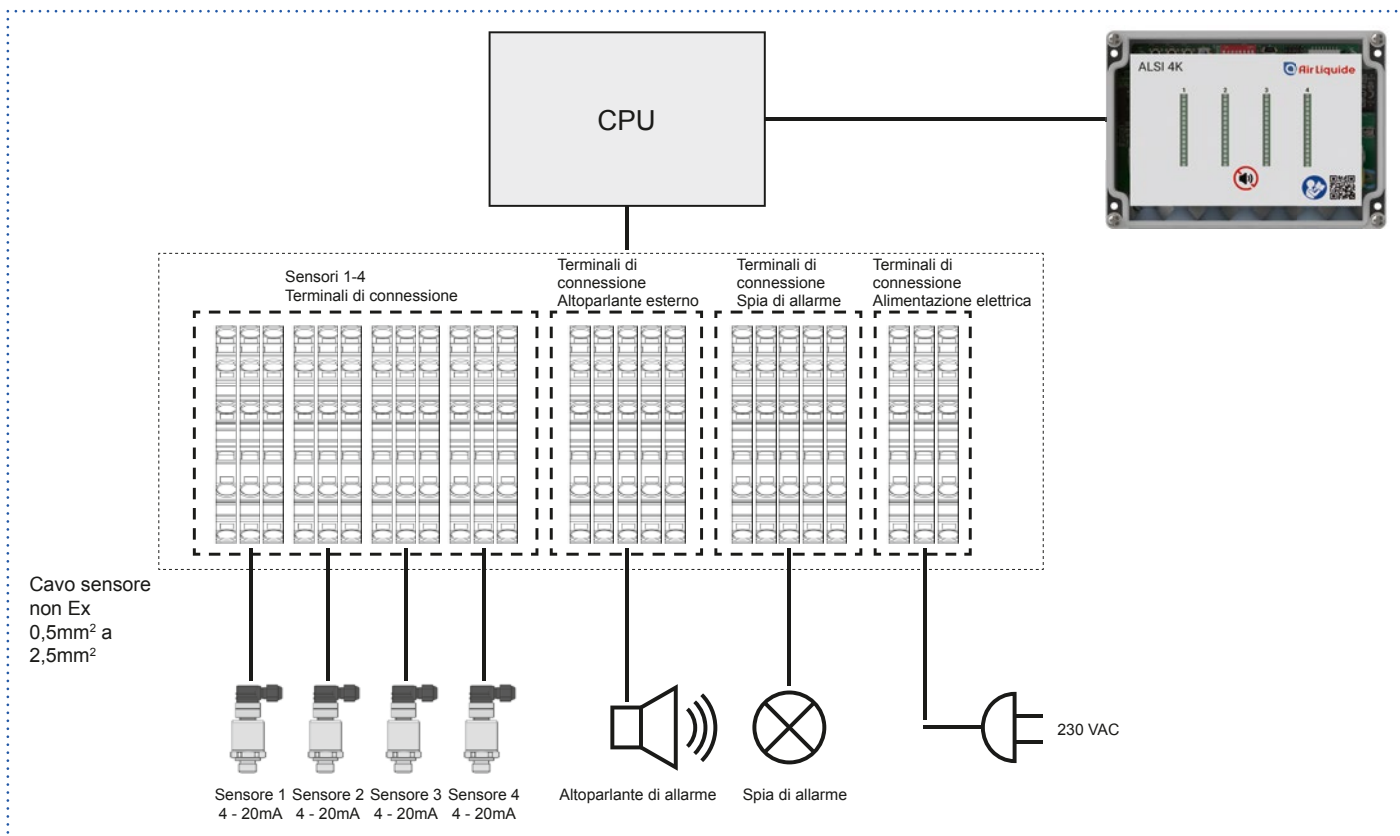 CPU
ALSI 4K
Air Liquide
1 2 3 4
Sensori 1-4
Terminali di connessione
Terminali di
connessione
Altoparlante esterno
Terminali di
connessione
Spia di allarme
Terminali di
connessione
Alimentazione elettrica
Cavo sensore
non Ex
0,5mm² a
2,5mm²
Sensore 1
4 - 20mA
Sensore 2
4 - 20mA
Sensore 3
4 - 20mA
Sensore 4
4 - 20mA
Altoparlante di allarme
Spia di allarme
230 VAC